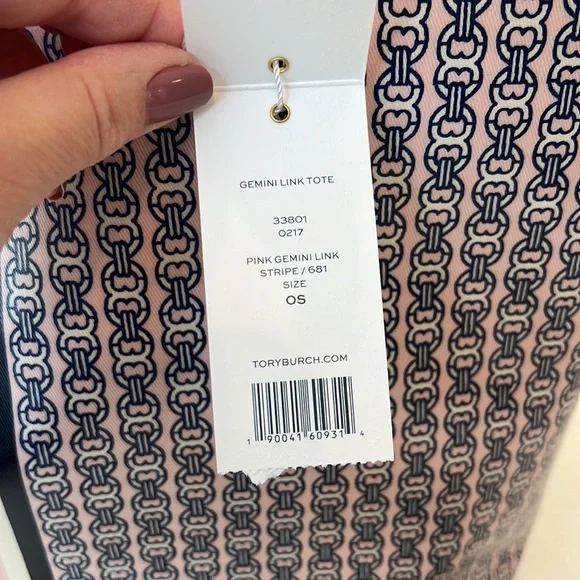 GEMINI LINK TOTE
33801
0217
PINK GEMINI LINK
STRIPE / 681
SIZE
OS
TORYBURCH.COM
1 90041 60931 4